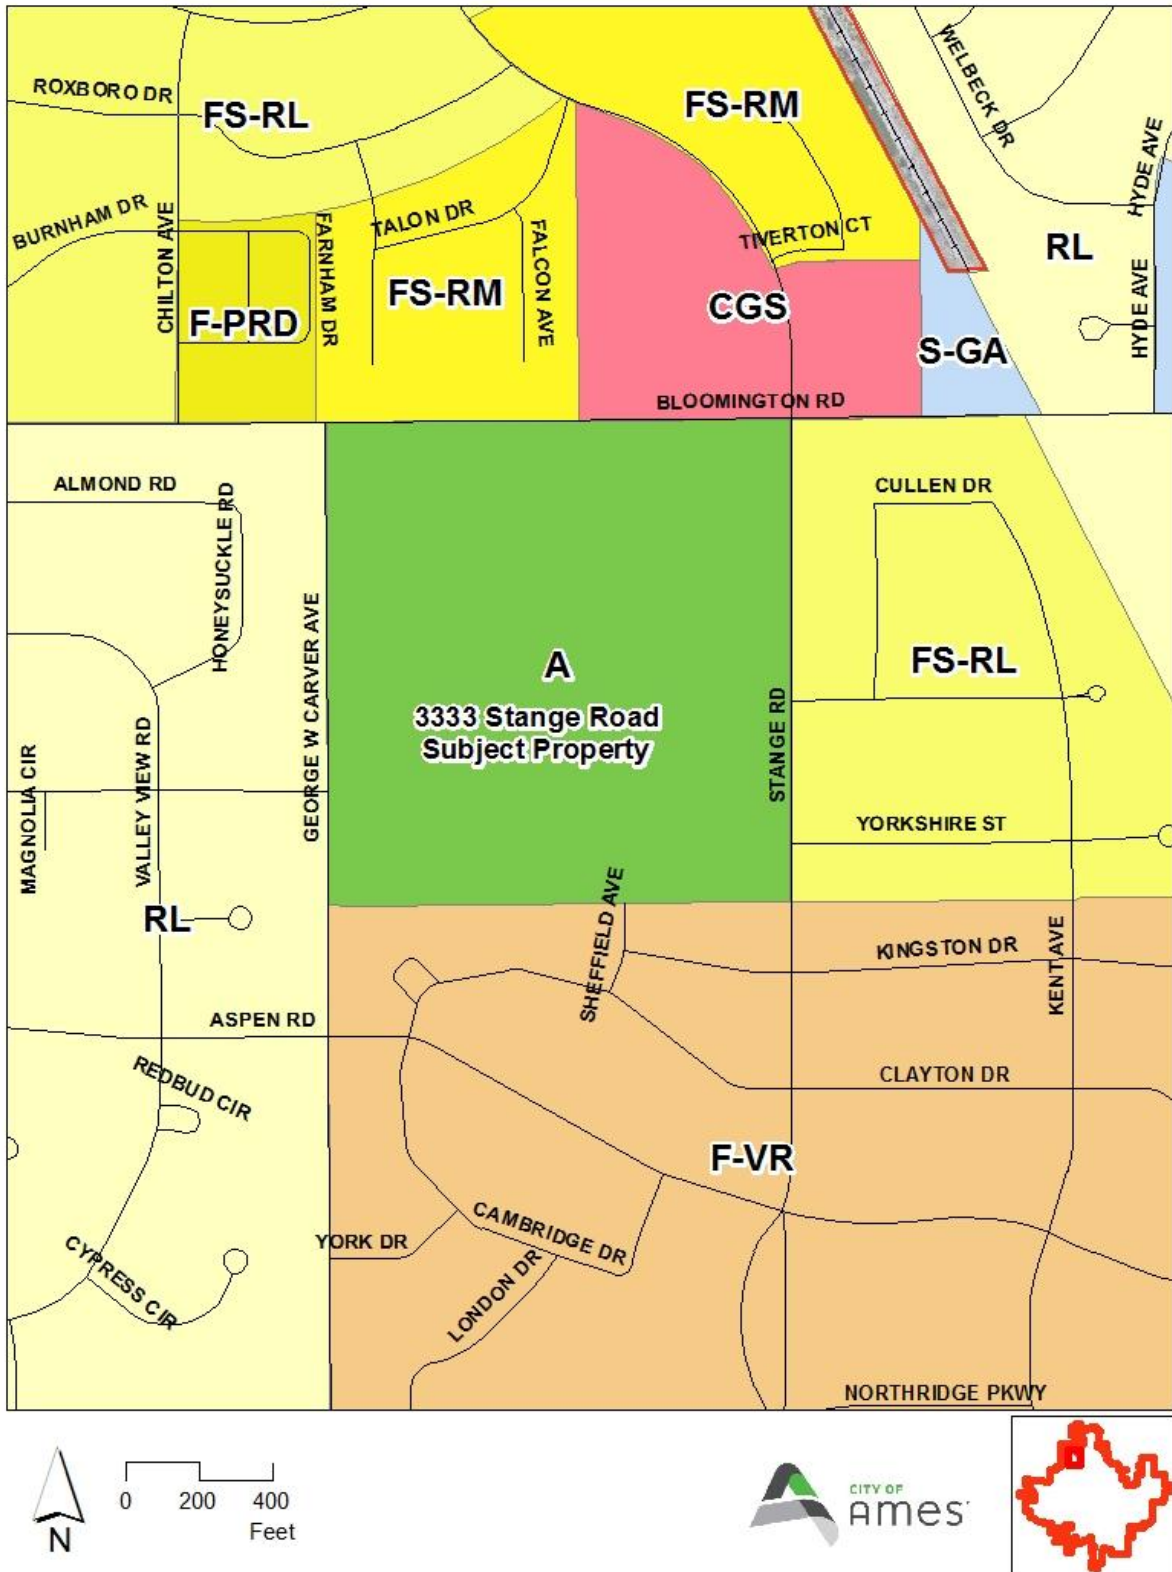 WELBECK DR
ROXBORO DR
FS-RL
FS-RM
HYDE AVE
BURNHAM DR
CHILTON AVE
FARNHAM DR
TALON DR
FALCON AVE
TIVERTON CT
RL
FS-RM
F-PRD
CGS
S-GA
HYDE AVE
BLOOMINGTON RD
ALMOND RD
HONEYSUCKLE RD
CULLEN DR
GEORGE W CARVER AVE
A
FS-RL
3333 Stange Road
Subject Property
STANGE RD
MAGNOLIA CIR
VALLEY VIEW RD
YORKSHIRE ST
RL
SHEFFIELD AVE
KINGSTON DR
KENT AVE
ASPEN RD
REDBUD CIR
CLAYTON DR
F-VR
CAMBRIDGE DR
YORK DR
CYPRESS CIR
LONDON DR
NORTHRIDGE PKWY
N
0 200 400
Feet
CITY OF
AMES